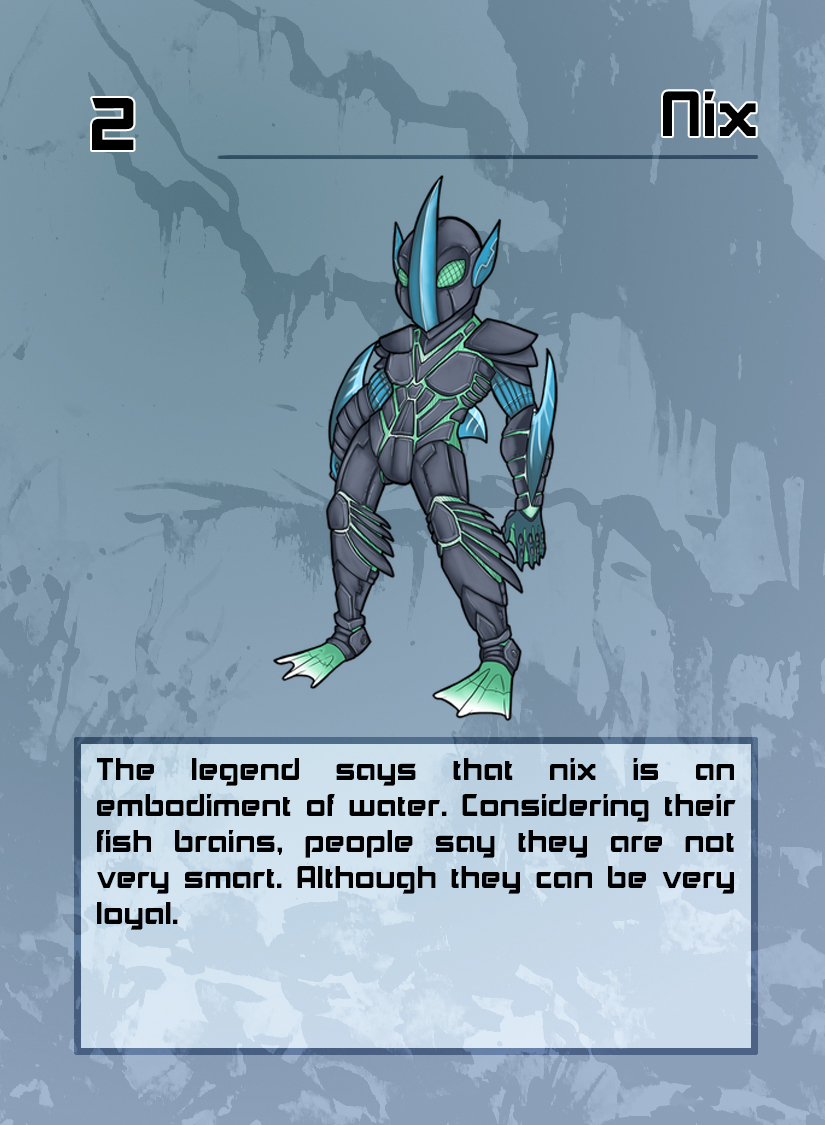 2
Nix
The legend says that nix is an
embodiment of water. Considering their
fish brains, people say they are not
very smart. Although they can be very
loyal.